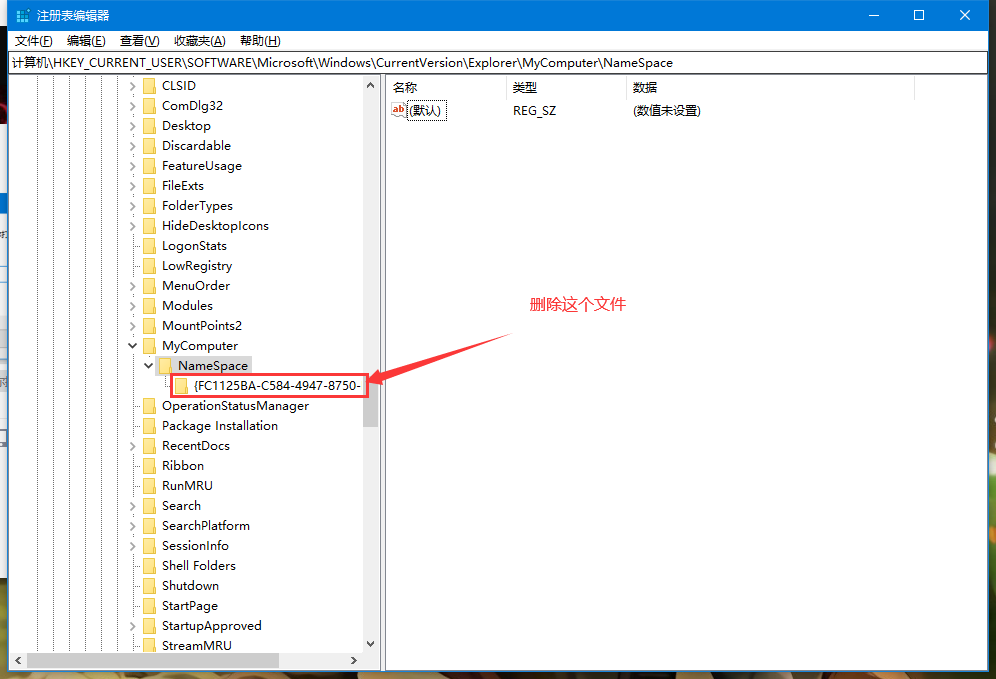 注册表编辑器
文件(F) 编辑(E) 查看(V) 收藏夹(A) 帮助(H)
计算机\HKEY_CURRENT_USER\SOFTWARE\Microsoft\Windows\CurrentVersion\Explorer\MyComputer\NameSpace
CLSID
ComDlg32
Desktop
Discardable
FeatureUsage
FileExts
FolderTypes
HideDesktopIcons
LogonStats
LowRegistry
MenuOrder
Modules
MountPoints2
MyComputer
NameSpace
{FC1125BA-C584-4947-8750-
OperationStatusManager
Package Installation
RecentDocs
Ribbon
RunMRU
Search
SearchPlatform
SessionInfo
Shell Folders
Shutdown
StartPage
StartupApproved
StreamMRU
名称 类型 数据
ab (默认) REG_SZ (数值未设置)
删除这个文件